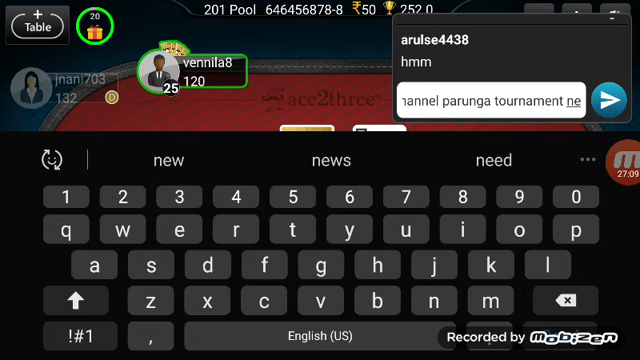 +
Table
20
201 Pool 646456878-8 ₹50 252.0
arulse4438
hmm
hannel parunga tournament ne
jnani703
132
D
vennila8
120
25
ace2three
27:09
new news need
1 2 3 4 5 6 7 8 9 0
q w e r t y u i o p
a s d f g h j k l
z x c v b n m
!#1 , English (US)
Recorded by Mobizen